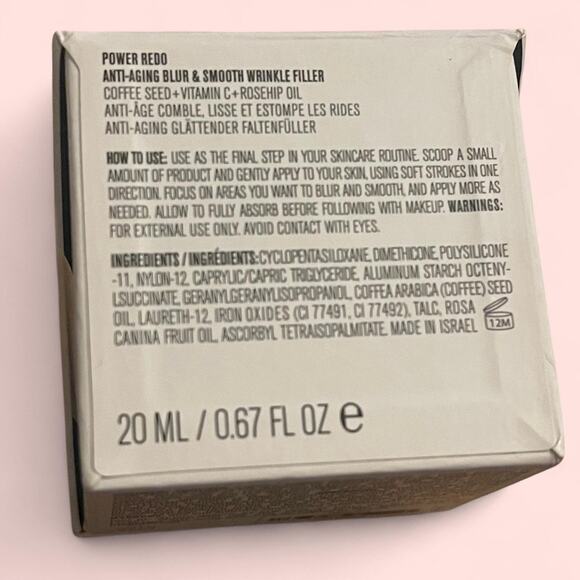 POWER REDO
ANTI-AGING BLUR & SMOOTH WRINKLE FILLER
COFFEE SEED+VITAMIN C+ROSEHIP OIL
ANTI-ÂGE COMBLE, LISSE ET ESTOMPE LES RIDES
ANTI-AGING GLÄTTENDER FALTENFÜLLER
HOW TO USE: USE AS THE FINAL STEP IN YOUR SKINCARE ROUTINE. SCOOP A SMALL
AMOUNT OF PRODUCT AND GENTLY APPLY TO YOUR SKIN, USING SOFT STROKES IN ONE
DIRECTION. FOCUS ON AREAS YOU WANT TO BLUR AND SMOOTH, AND APPLY MORE AS
NEEDED. ALLOW TO FULLY ABSORB BEFORE FOLLOWING WITH MAKEUP. WARNINGS:
FOR EXTERNAL USE ONLY. AVOID CONTACT WITH EYES.
INGREDIENTS / INGRÉDIENTS: CYCLOPENTASILOXANE, DIMETHICONE, POLYSILICONE
-11, NYLON-12, CAPRYLIC/CAPRIC TRIGLYCERIDE, ALUMINUM STARCH OCTENY-
LSUCCINATE, GERANYLGERANYLISOPROPANOL, COFFEA ARABICA (COFFEE) SEED
OIL, LAURETH-12, IRON OXIDES (CI 77491, CI 77492), TALC, ROSA
CANINA FRUIT OIL, ASCORBYL TETRAISOPALMITATE. MADE IN ISRAEL 12M
20 ML / 0.67 FL OZ e